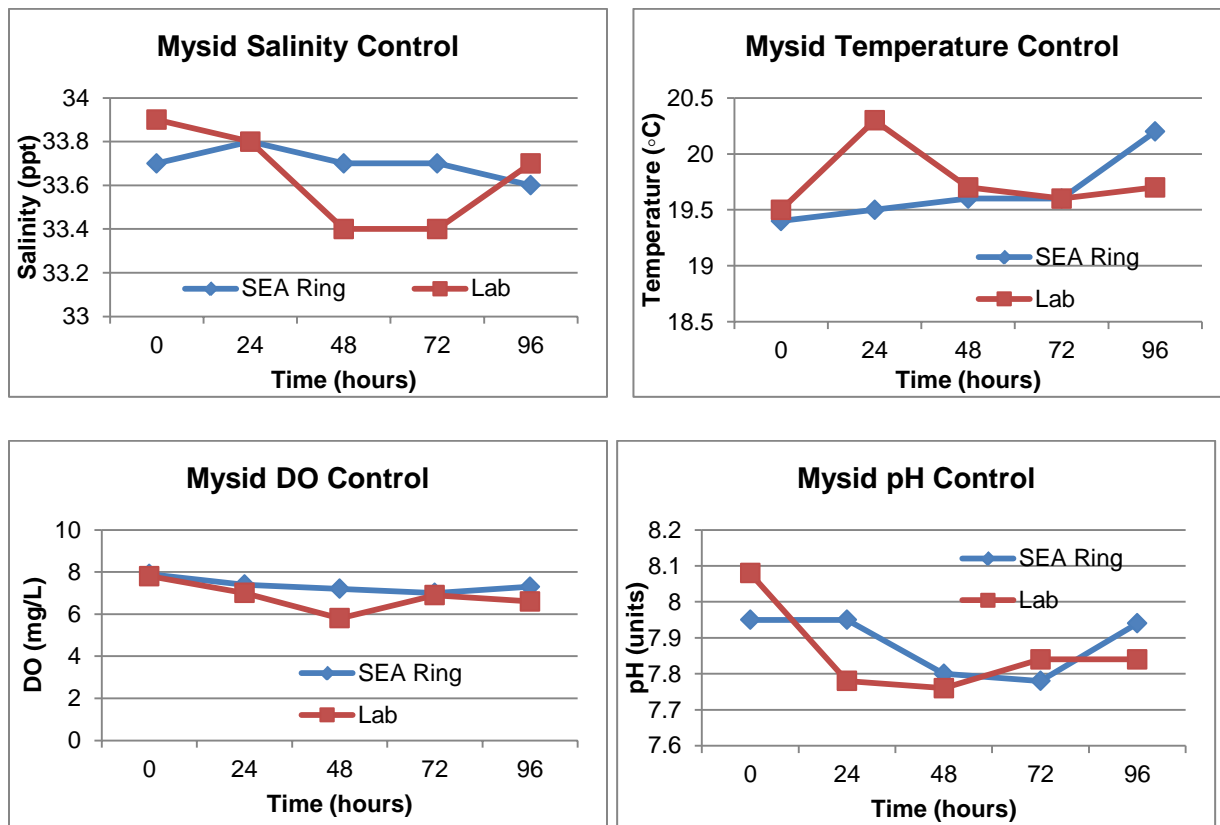 Mysid Salinity Control
Salinity (ppt)
34
33.8
33.6
33.4
33.2
33
SEA Ring
Lab
0 24 48 72 96
Time (hours)
Mysid Temperature Control
Temperature (◦C)
20.5
20
19.5
19
18.5
SEA Ring
Lab
0 24 48 72 96
Time (hours)
Mysid DO Control
DO (mg/L)
10
8
6
4
2
0
SEA Ring
Lab
0 24 48 72 96
Time (hours)
Mysid pH Control
pH (units)
8.2
8.1
8
7.9
7.8
7.7
7.6
SEA Ring
Lab
0 24 48 72 96
Time (hours)